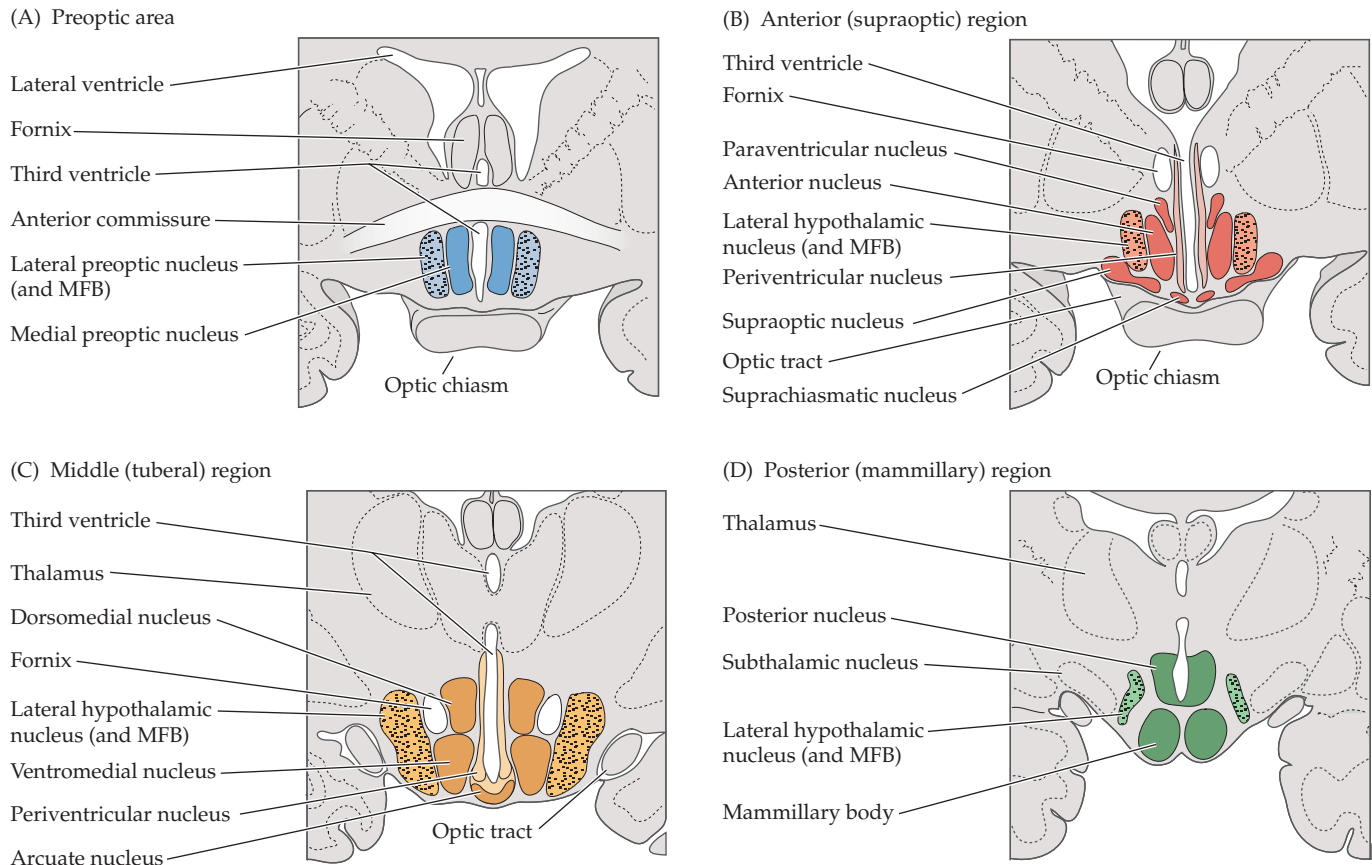 (A) Preoptic area
Lateral ventricle
Fornix
Third ventricle
Anterior commissure
Lateral preoptic nucleus
(and MFB)
Medial preoptic nucleus
Optic chiasm
(B) Anterior (supraoptic) region
Third ventricle
Fornix
Paraventricular nucleus
Anterior nucleus
Lateral hypothalamic
nucleus (and MFB)
Periventricular nucleus
Supraoptic nucleus
Optic tract
Suprachiasmatic nucleus
Optic chiasm
(C) Middle (tuberal) region
Third ventricle
Thalamus
Dorsomedial nucleus
Fornix
Lateral hypothalamic
nucleus (and MFB)
Ventromedial nucleus
Periventricular nucleus
Arcuate nucleus
Optic tract
(D) Posterior (mammillary) region
Thalamus
Posterior nucleus
Subthalamic nucleus
Lateral hypothalamic
nucleus (and MFB)
Mammillary body